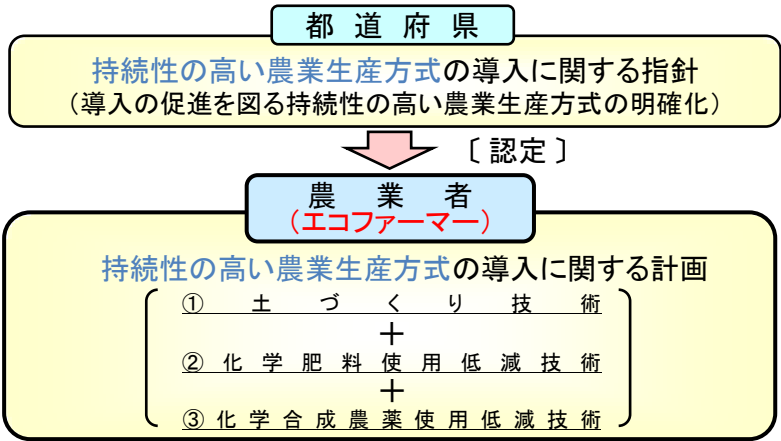 都道府県
持続性の高い農業生産方式の導入に関する指針
（導入の促進を図る持続性の高い農業生産方式の明確化）
〔認定〕
農業者
（エコファーマー）
持続性の高い農業生産方式の導入に関する計画
①土づくり技術
＋
②化学肥料使用低減技術
＋
③化学合成農薬使用低減技術